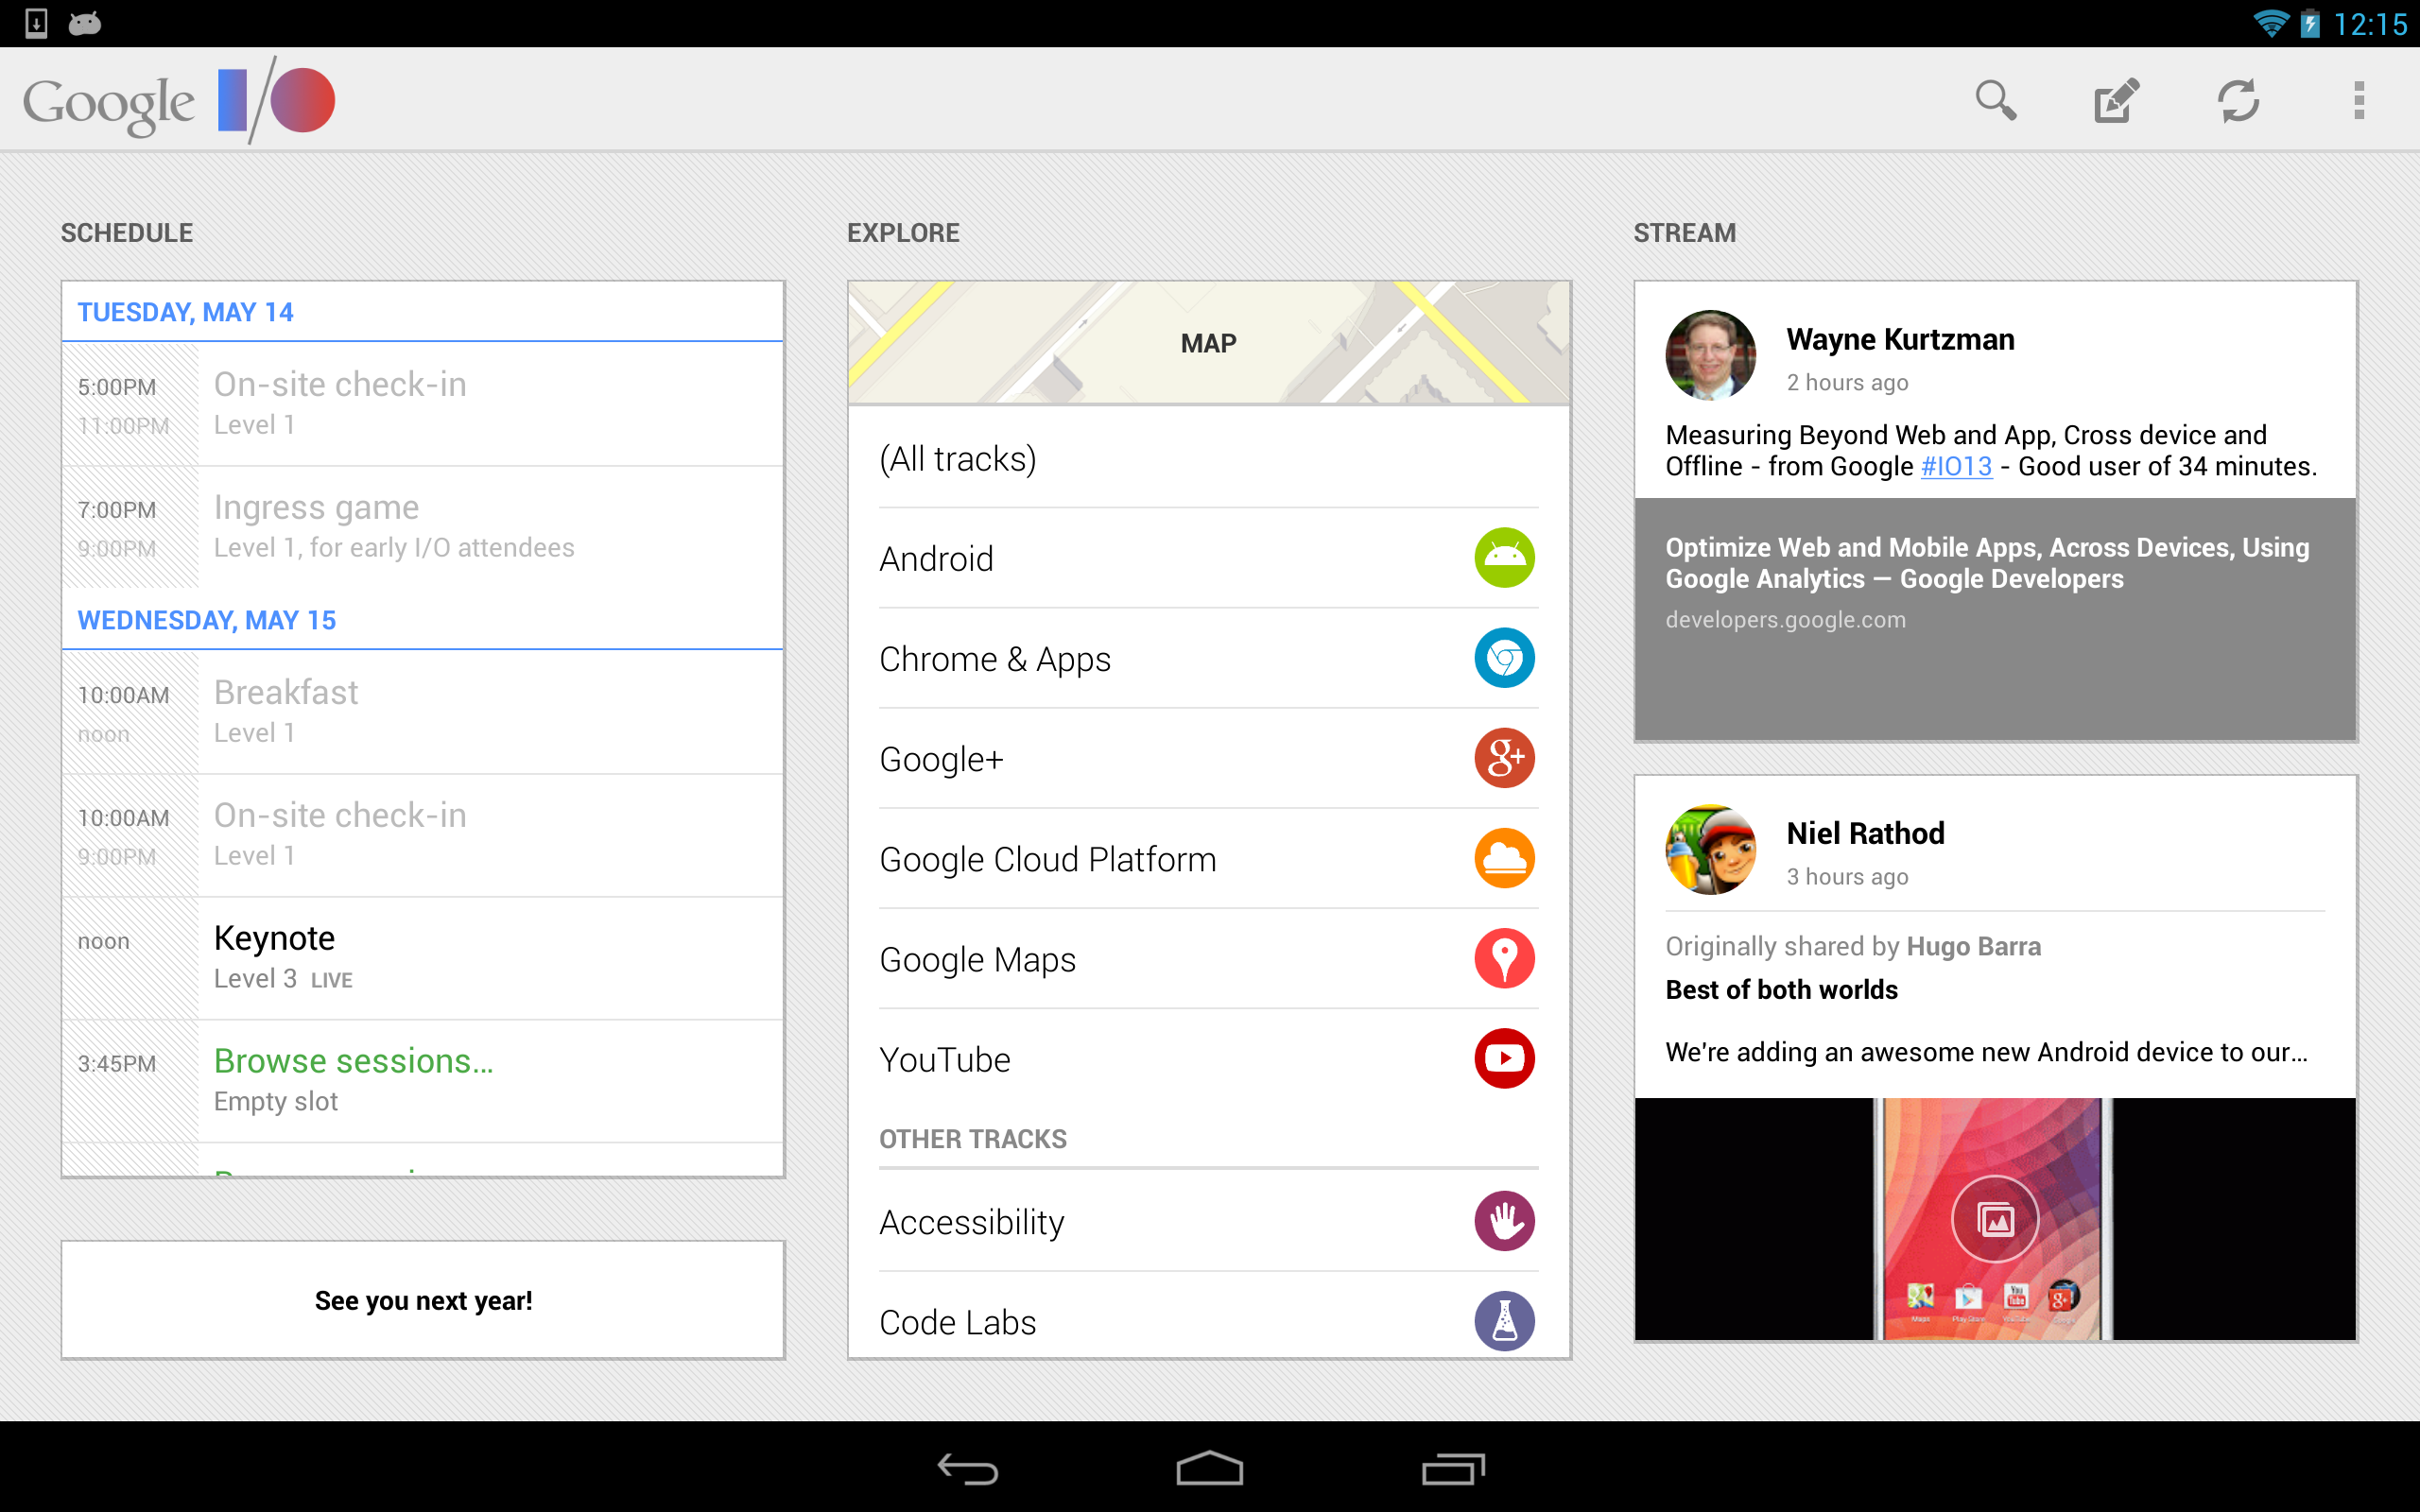 12:15
Google I/O
SCHEDULE
TUESDAY, MAY 14
5:00PM
11:00PM
On-site check-in
Level 1
7:00PM
9:00PM
Ingress game
Level 1, for early I/O attendees
WEDNESDAY, MAY 15
10:00AM
noon
Breakfast
Level 1
10:00AM
9:00PM
On-site check-in
Level 1
noon
Keynote
Level 3 LIVE
3:45PM
Browse sessions...
Empty slot
See you next year!
EXPLORE
MAP
(All tracks)
Android
Chrome & Apps
Google+
g+
Google Cloud Platform
Google Maps
YouTube
OTHER TRACKS
Accessibility
Code Labs
STREAM
Wayne Kurtzman
2 hours ago
Measuring Beyond Web and App, Cross device and
Offline - from Google #IO13 - Good user of 34 minutes.
Optimize Web and Mobile Apps, Across Devices, Using
Google Analytics — Google Developers
developers.google.com
Niel Rathod
3 hours ago
Originally shared by Hugo Barra
Best of both worlds
We're adding an awesome new Android device to our...
Maps
Play Store
YouTube